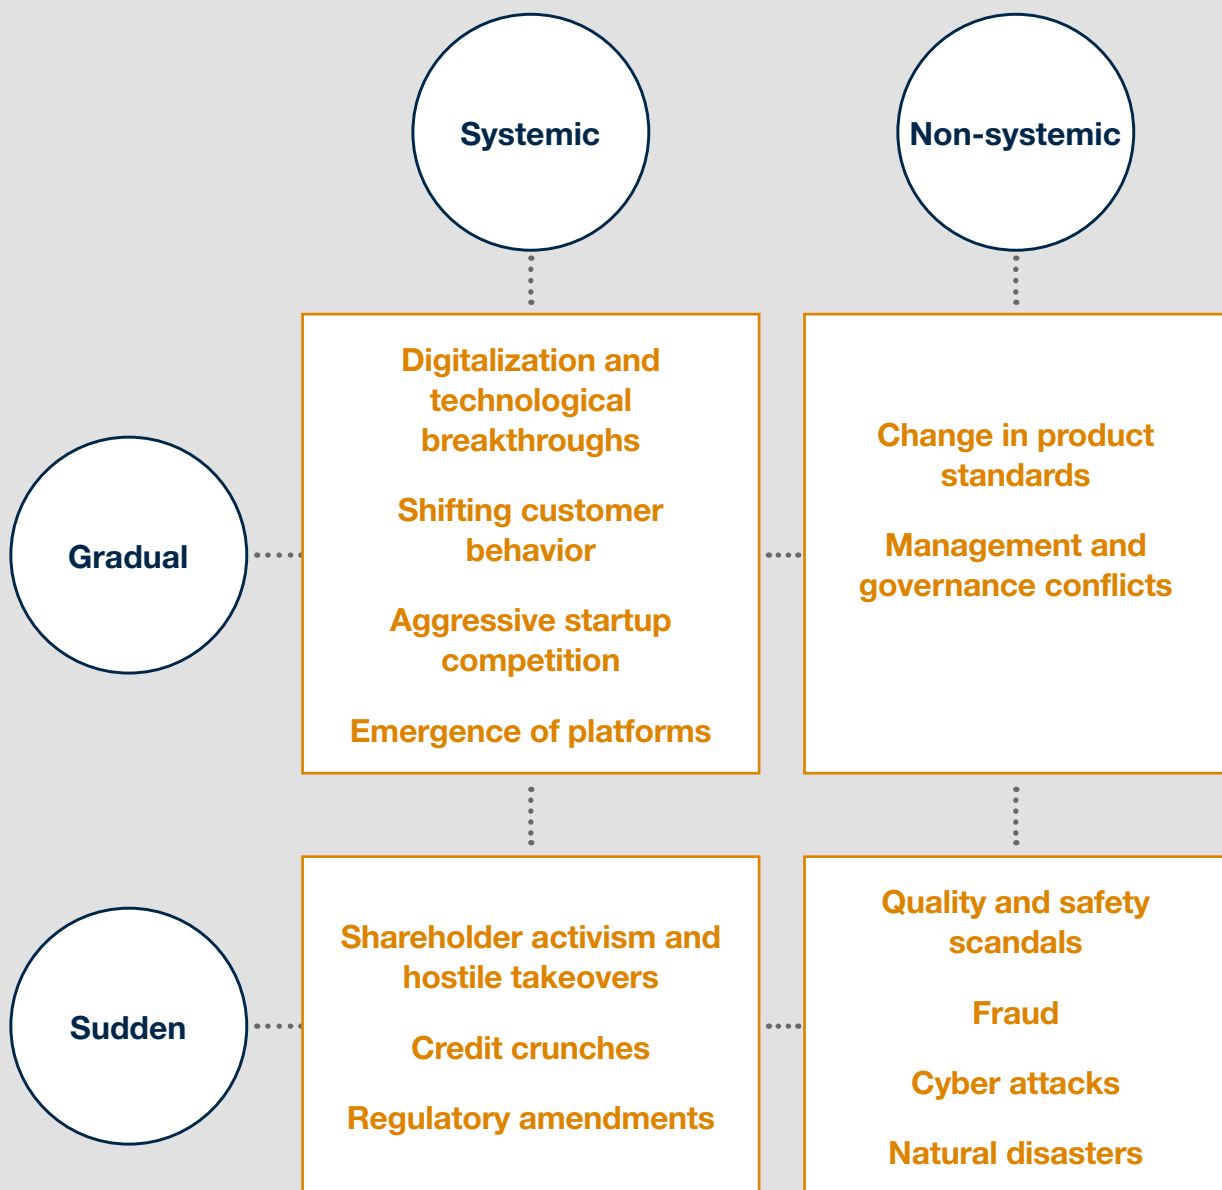 Systemic
Non-systemic
Gradual
Digitalization and
technological
breakthroughs
Shifting customer
behavior
Aggressive startup
competition
Emergence of platforms
Change in product
standards
Management and
governance conflicts
Sudden
Shareholder activism and
hostile takeovers
Credit crunches
Regulatory amendments
Quality and safety
scandals
Fraud
Cyber attacks
Natural disasters